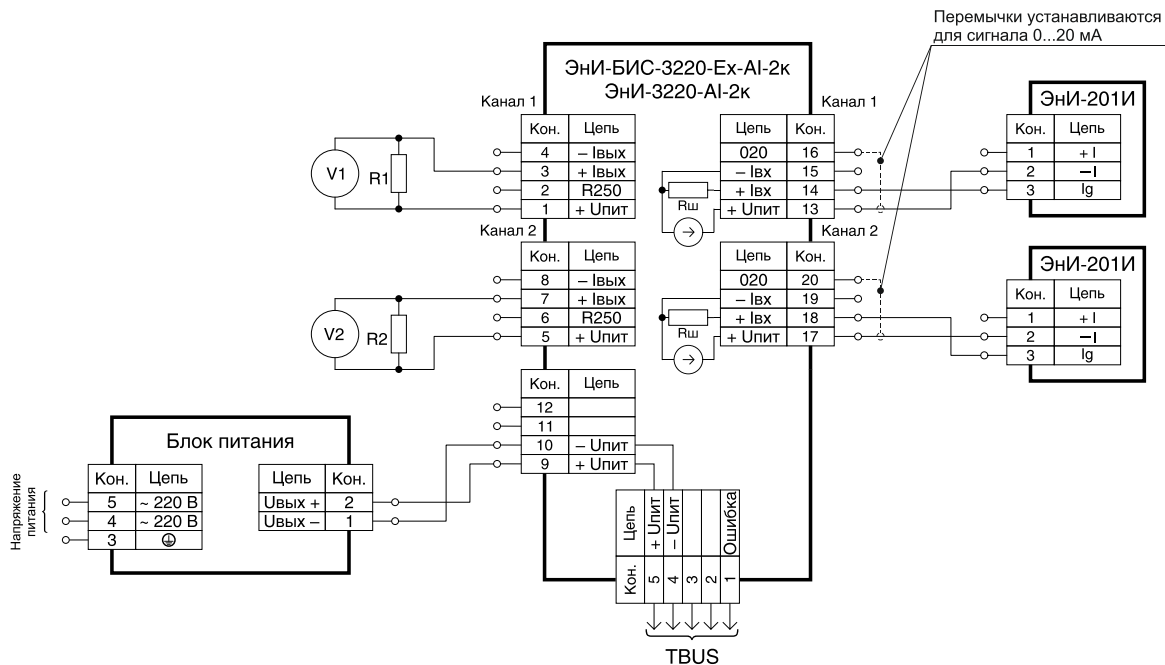 Перемычки устанавливаются
для сигнала 0...20 мА
ЭнИ-БИС-3220-Ex-AI-2к
ЭнИ-3220-AI-2к
Канал 1
Кон. Цепь
4 – Iвых
3 + Iвых
2 R250
1 + Uпит
V1
R1
Канал 2
8 – Iвых
7 + Iвых
6 R250
5 + Uпит
Кон. Цепь
V2
R2
Кон. Цепь
12
11
10 – Uпит
9 + Uпит
Канал 1
Цепь Кон.
020 16
– Iвх 15
+ Iвх 14
+ Uпит 13
Rш
Канал 2
Цепь Кон.
020 20
– Iвх 19
+ Iвх 18
+ Uпит 17
Rш
ЭнИ-201И
Кон. Цепь
1 + I
2 –I
3 Ig
ЭнИ-201И
Кон. Цепь
1 + I
2 –I
3 Ig
Блок питания
Напряжение
питания
Кон. Цепь
5 ~ 220 В
4 ~ 220 В
3
Цепь Кон.
Uвых + 2
Uвых – 1
Кон. Цепь
5 + Uпит
4 – Uпит
3
2
1 Ошибка
TBUS